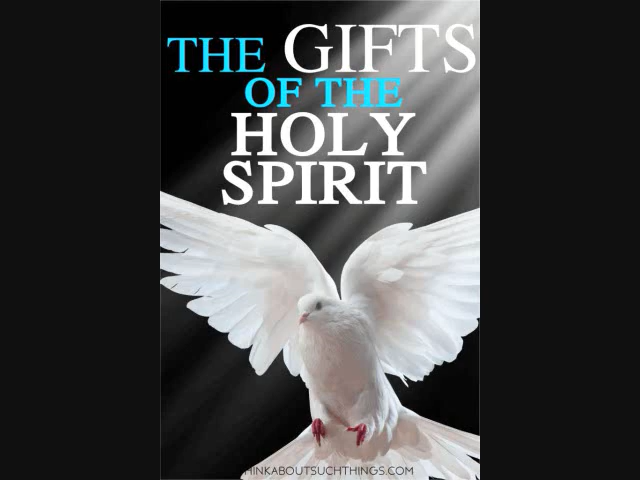 THE GIFTS
OF THE
HOLY
SPIRIT
HINKABOUTSUCHTHINGS.COM